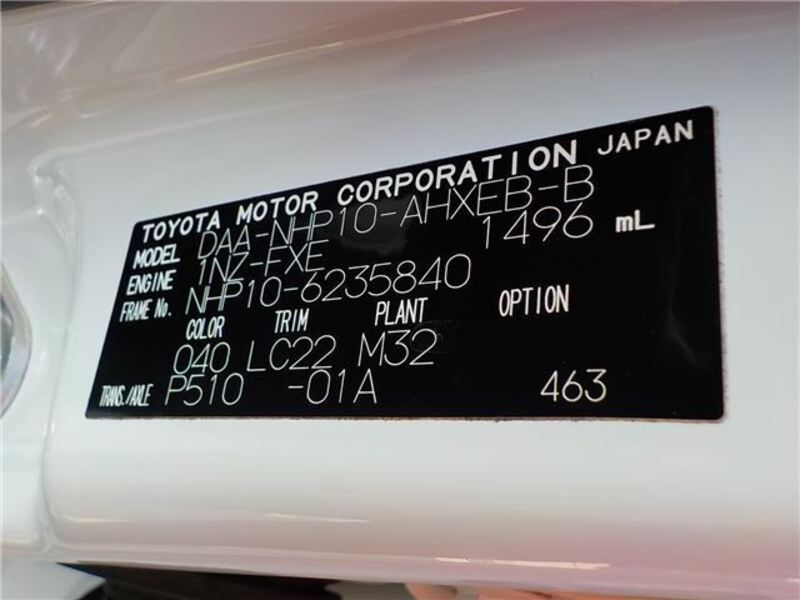 TOYOTA MOTOR CORPORATION JAPAN
MODEL DAA-NHP10-AHXEB-B
ENGINE 1NZ-FXE 1496 mL
FRAME No. NHP10-6235840
COLOR TRIM PLANT OPTION
040 LC22 M32
TRANS./AXLE P510 -01A 463